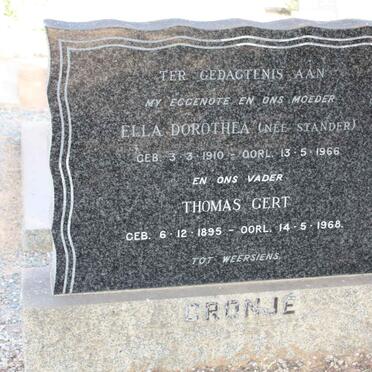 TER GEDAGTENIS AAN
MY EGGENOTE EN ONS MOEDER
ELLA DOROTHEA (NEE STANDER)
GEB. 3·3·1910 - OORL. 13·5·1966
EN ONS VADER
THOMAS GERT
GEB. 6·12·1895 - OORL. 14·5·1968.
TOT WEERSIENS.
CRONJE